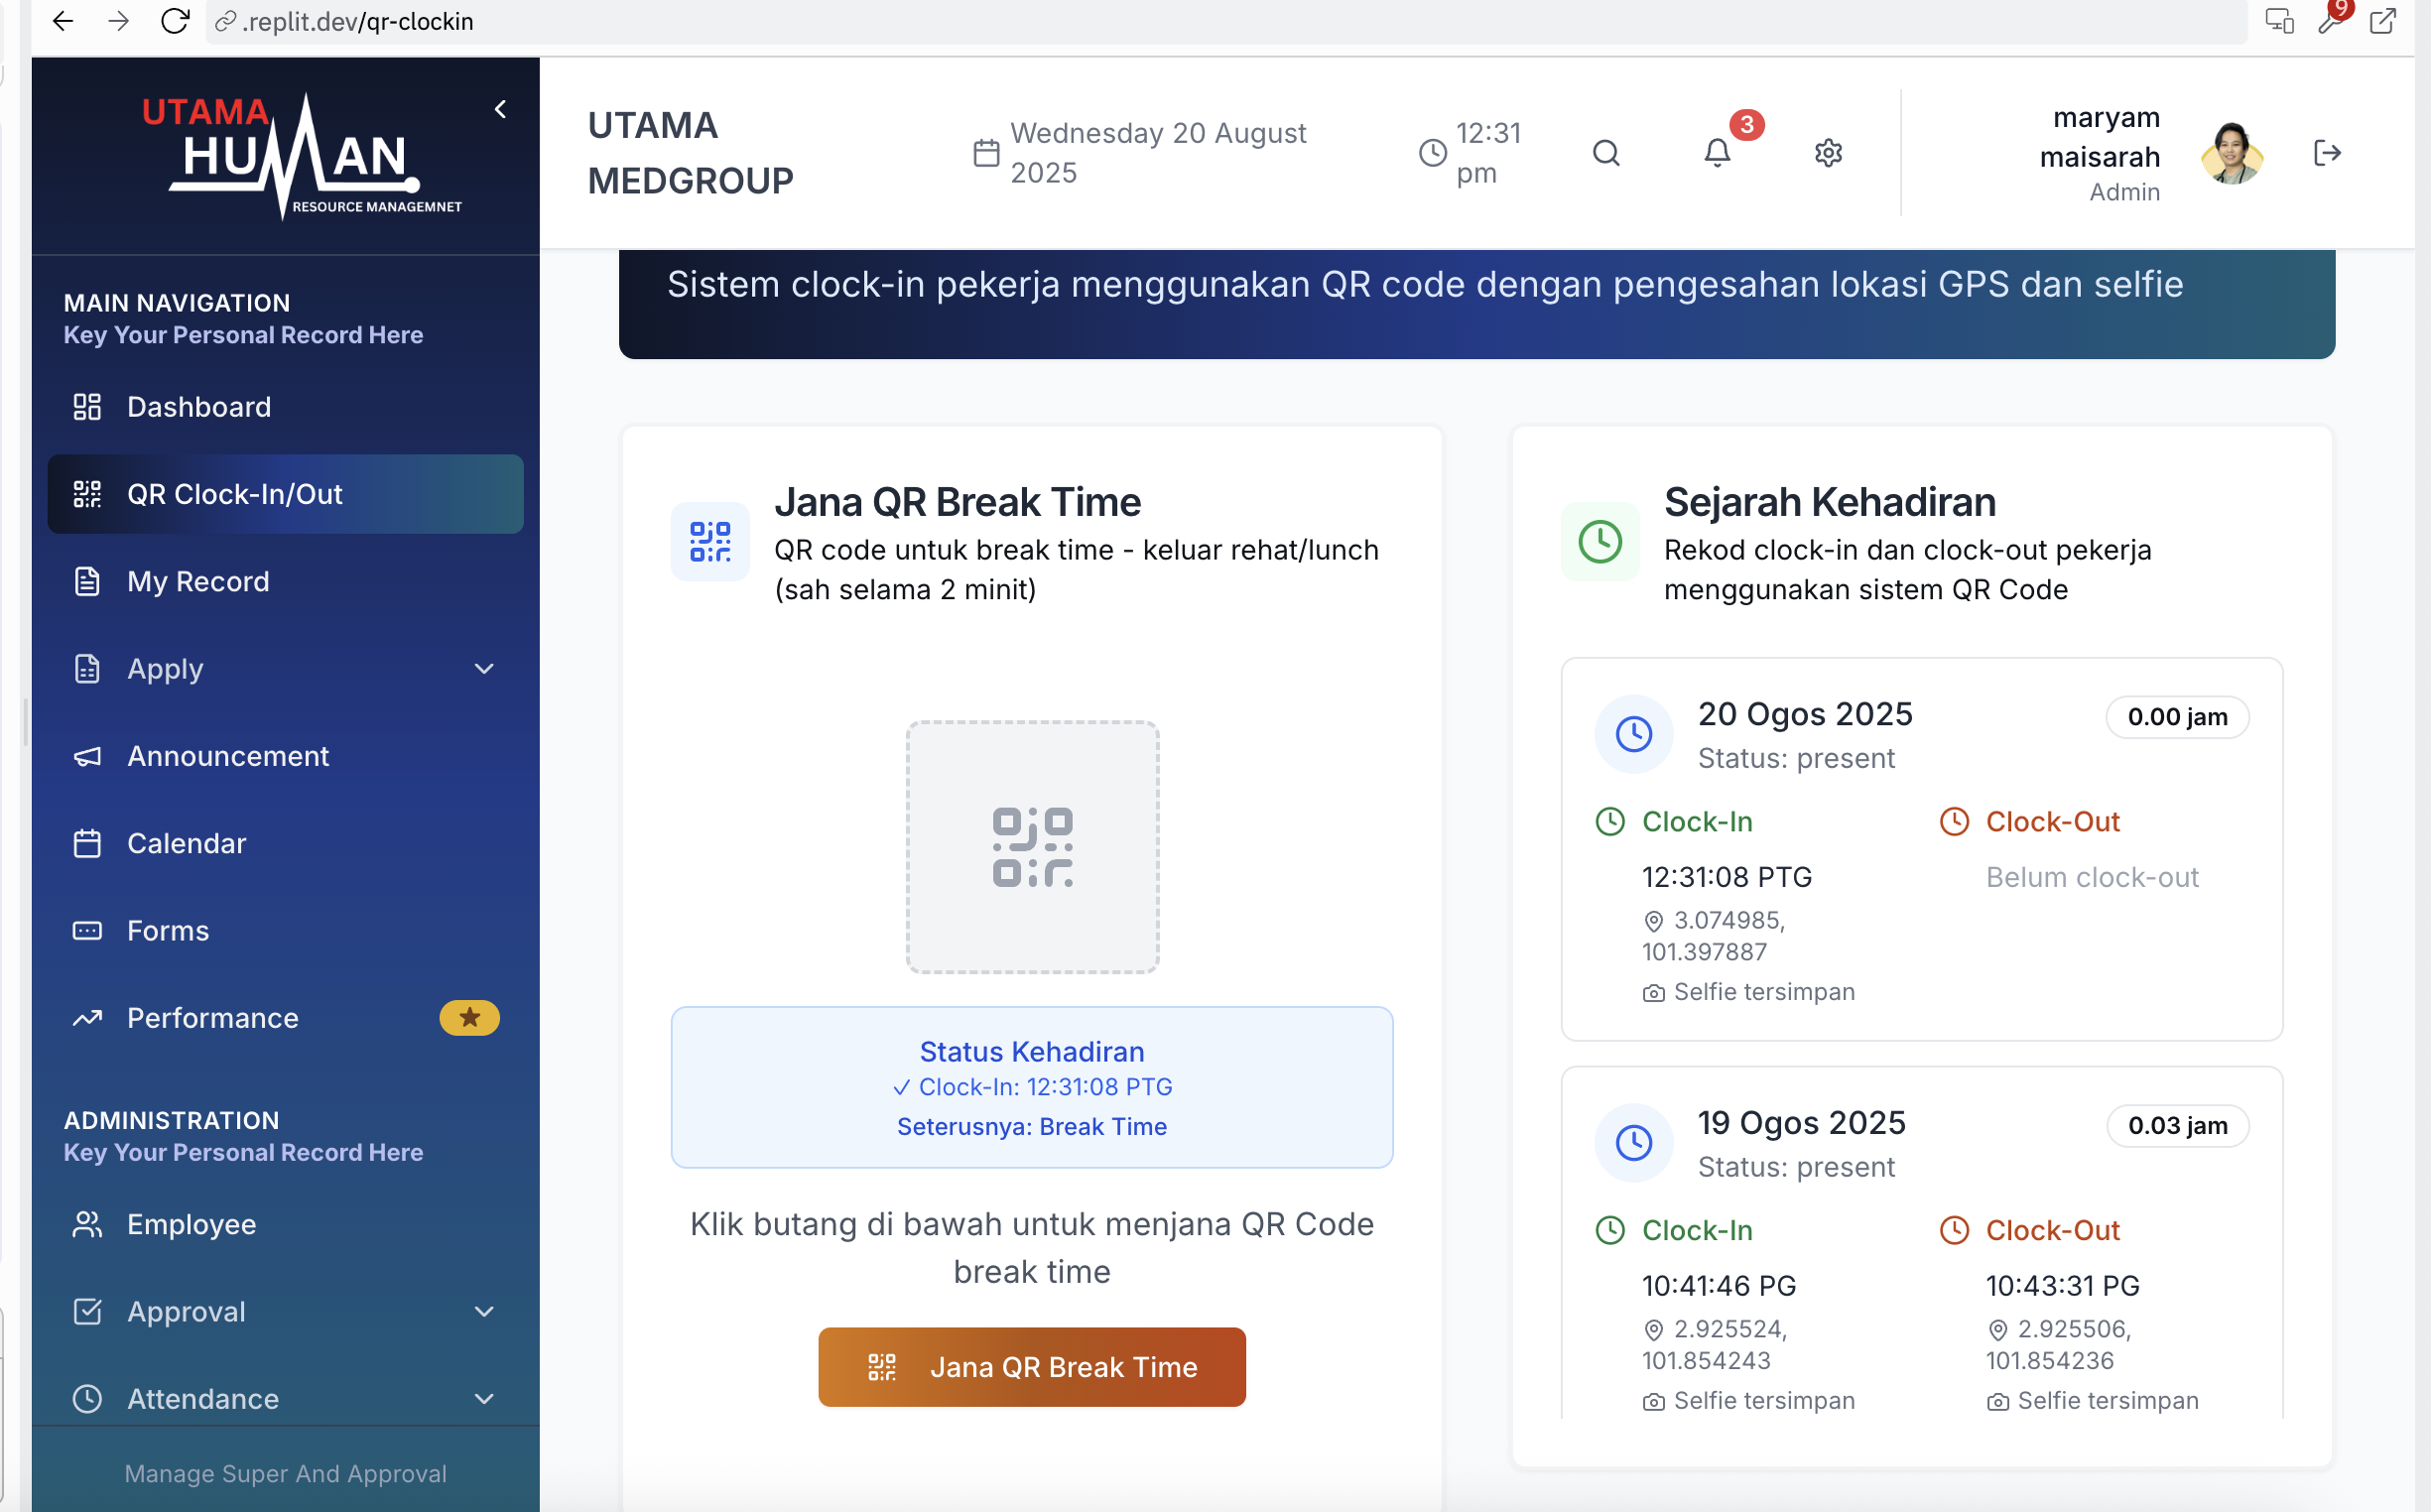 .replit.dev/qr-clockin
9
UTAMA
HUMAN
RESOURCE MANAGEMNET
MAIN NAVIGATION
Key Your Personal Record Here
Dashboard
QR Clock-In/Out
My Record
Apply
Announcement
Calendar
Forms
Performance
ADMINISTRATION
Key Your Personal Record Here
Employee
Approval
Attendance
Manage Super And Approval
UTAMA
MEDGROUP
Wednesday 20 August
2025
12:31
pm
3
maryam
maisarah
Admin
Sistem clock-in pekerja menggunakan QR code dengan pengesahan lokasi GPS dan selfie
Jana QR Break Time
QR code untuk break time - keluar rehat/lunch
(sah selama 2 minit)
Status Kehadiran
✓ Clock-In: 12:31:08 PTG
Seterusnya: Break Time
Klik butang di bawah untuk menjana QR Code
break time
Jana QR Break Time
Sejarah Kehadiran
Rekod clock-in dan clock-out pekerja
menggunakan sistem QR Code
20 Ogos 2025
0.00 jam
Status: present
Clock-In
12:31:08 PTG
3.074985,
101.397887
Selfie tersimpan
Clock-Out
Belum clock-out
19 Ogos 2025
0.03 jam
Status: present
Clock-In
10:41:46 PG
2.925524,
101.854243
Selfie tersimpan
Clock-Out
10:43:31 PG
2.925506,
101.854236
Selfie tersimpan